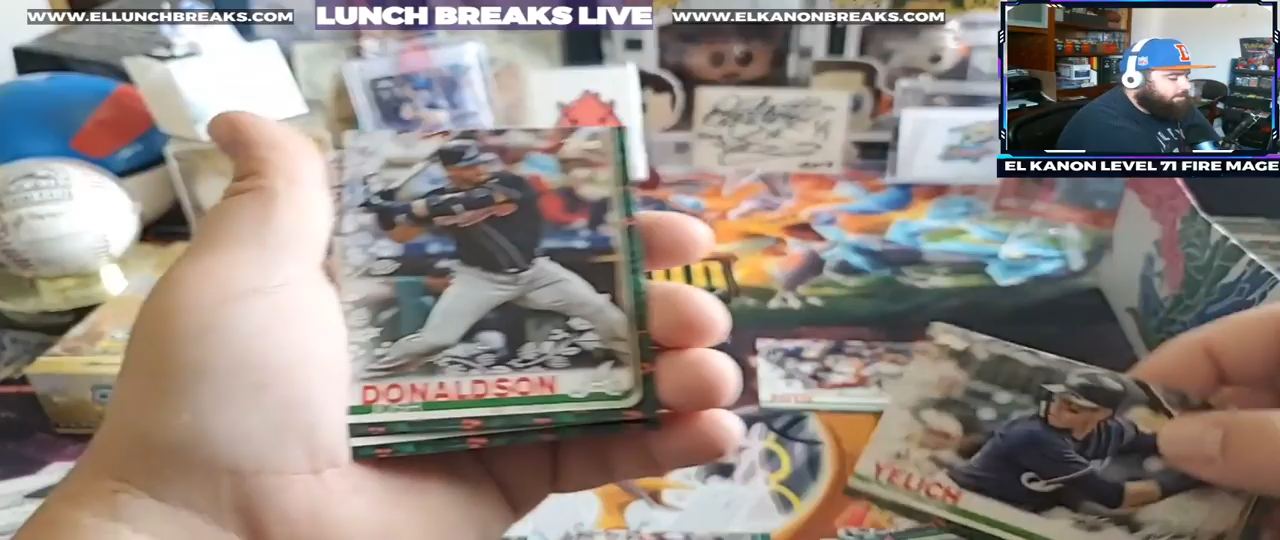 WWW.ELLUNCHBREAKS.COM
LUNCH BREAKS LIVE
WWW.ELKANONBREAKS.COM
EL KANON LEVEL 71 FIRE MAGE
DONALDSON
YELICH